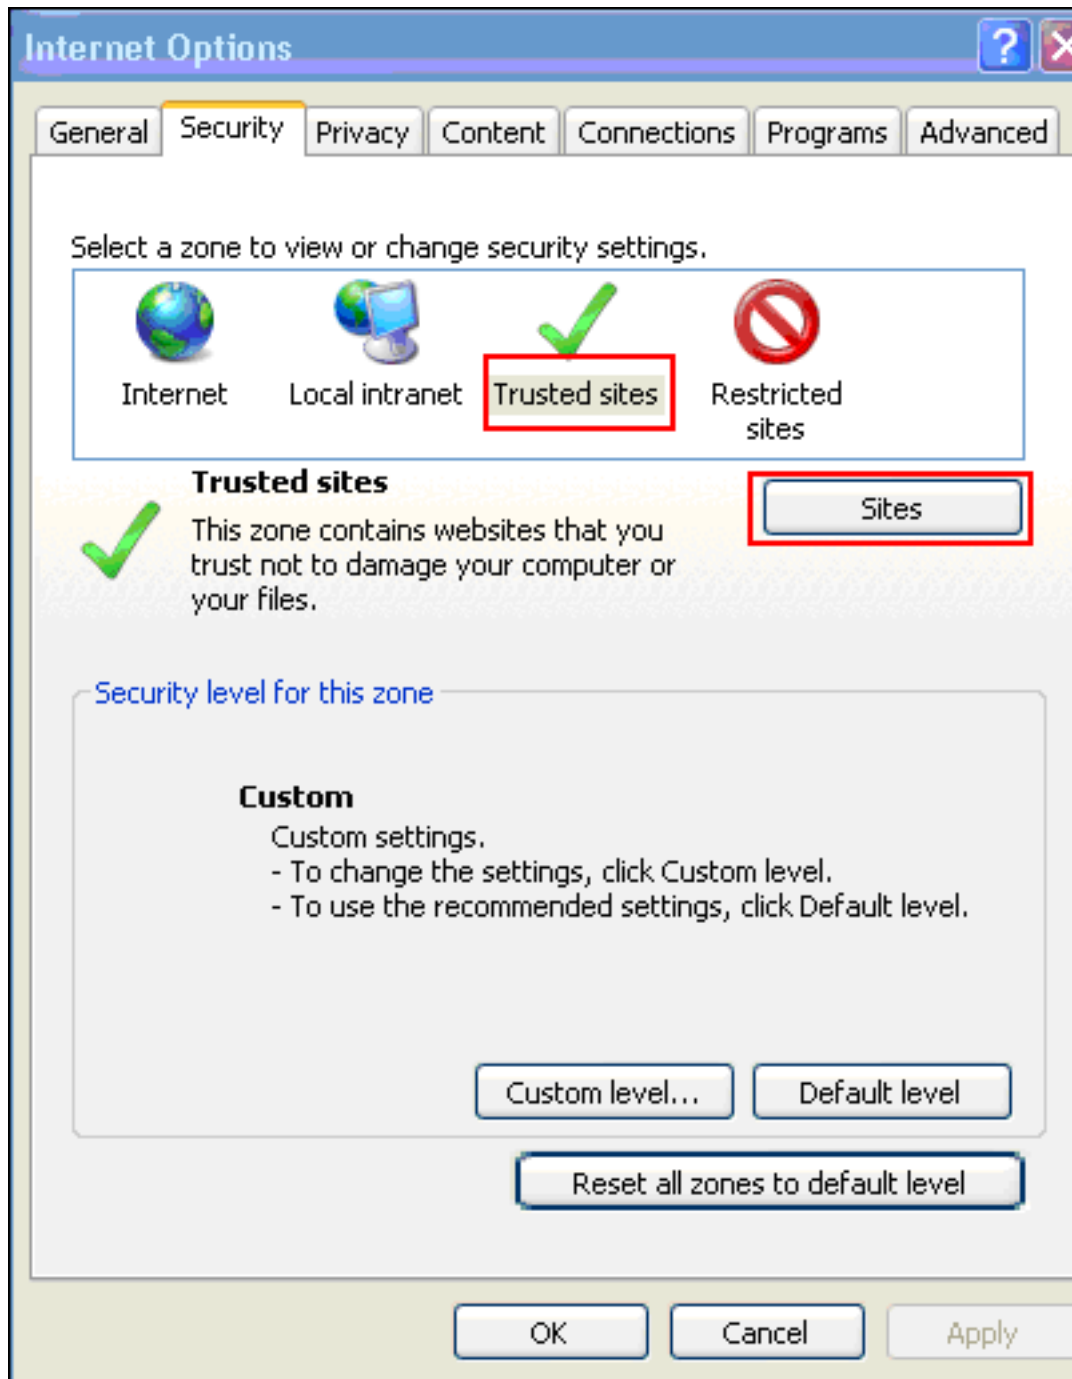 Internet Options
General Security Privacy Content Connections Programs Advanced
Select a zone to view or change security settings.
Internet Local intranet Trusted sites Restricted
sites
Trusted sites
Sites
This zone contains websites that you
trust not to damage your computer or
your files.
Security level for this zone
Custom
Custom settings.
- To change the settings, click Custom level.
- To use the recommended settings, click Default level.
Custom level... Default level
Reset all zones to default level
OK Cancel Apply